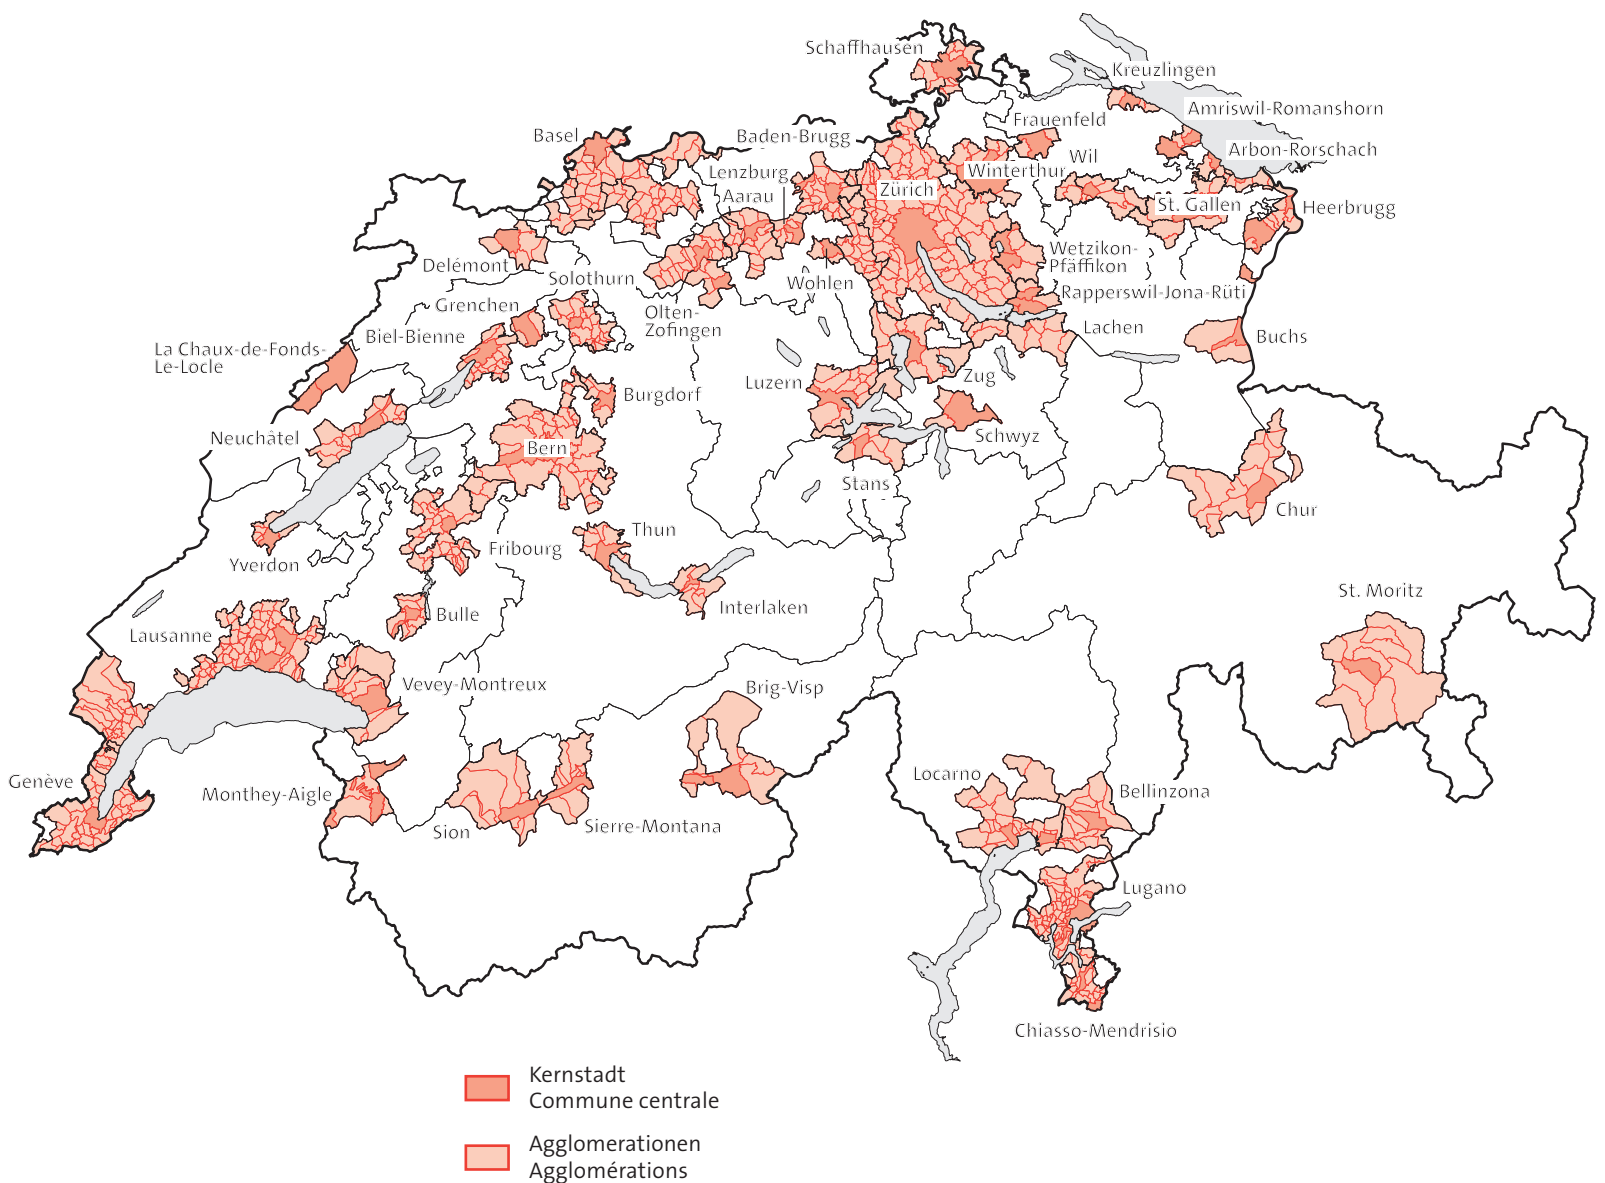 Schaffhausen
Kreuzlingen
Amriswil-Romanshorn
Frauenfeld
Basel
Baden-Brugg
Arbon-Rorschach
Wil
Lenzburg
Winterthur
Zürich
Aarau
St. Gallen
Heerbrugg
Wetzikon-
Pfäffikon
Delémont
Solothurn
Wohlen
Rapperswil-Jona-Rüti
Grenchen
Olten-
Zofingen
Lachen
Biel-Bienne
Buchs
La Chaux-de-Fonds-
Le-Locle
Zug
Luzern
Burgdorf
Schwyz
Neuchâtel
Bern
Stans
Chur
Thun
Fribourg
Yverdon
St. Moritz
Interlaken
Bulle
Lausanne
Vevey-Montreux
Brig-Visp
Locarno
Genève
Bellinzona
Monthey-Aigle
Sierre-Montana
Sion
Lugano
Chiasso-Mendrisio
Kernstadt
Commune centrale
Agglomerationen
Agglomérations